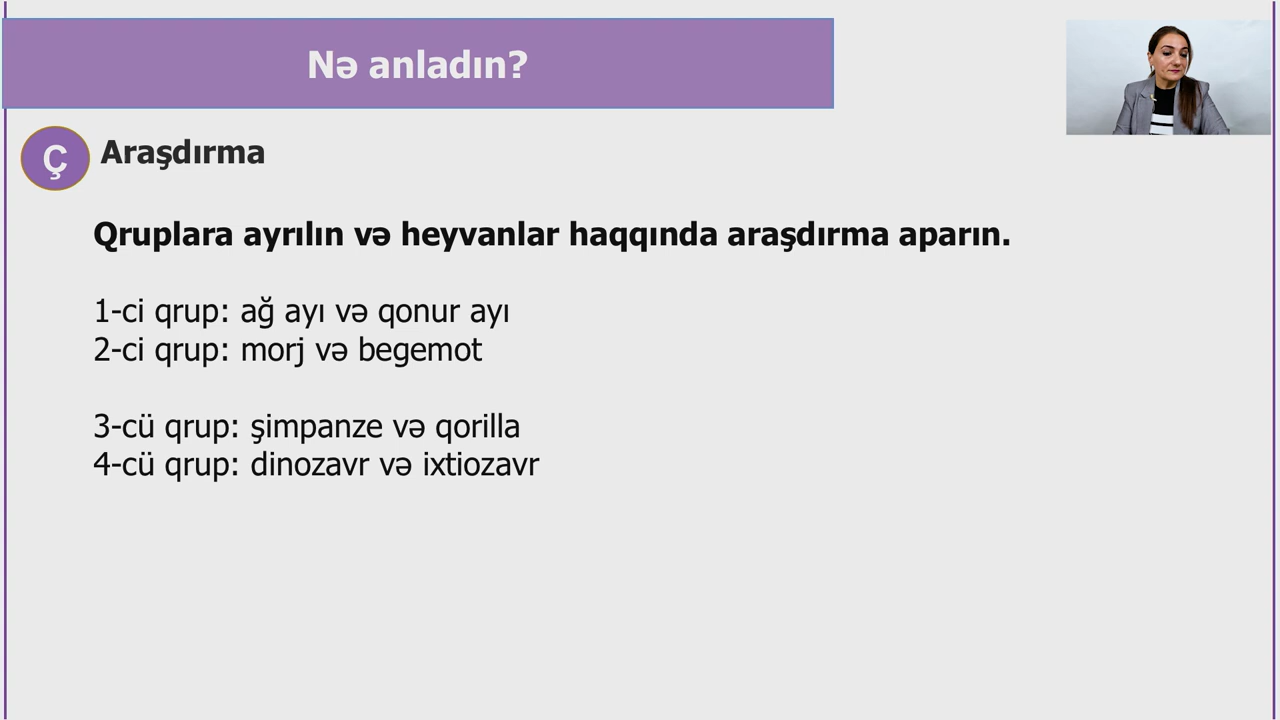 Nə anladın?
Ç
Araşdırma
Qruplara ayrılın və heyvanlar haqqında araşdırma aparın.
1-ci qrup: ağ ayı və qonur ayı
2-ci qrup: morj və begemot
3-cü qrup: şimpanze və qorilla
4-cü qrup: dinozavr və ixtiozavr